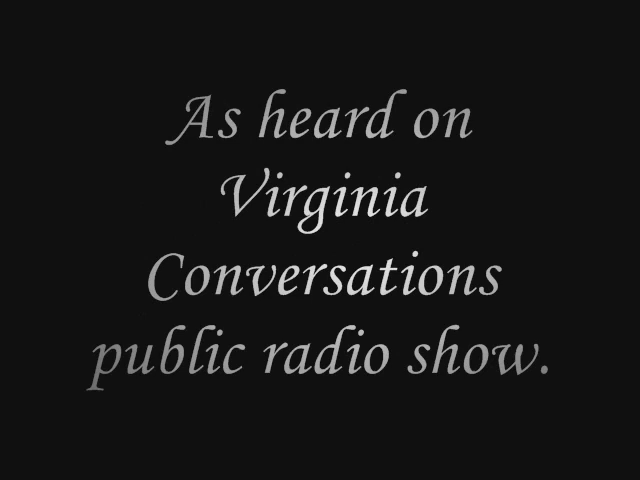 As heard on
Virginia
Conversations
public radio show.